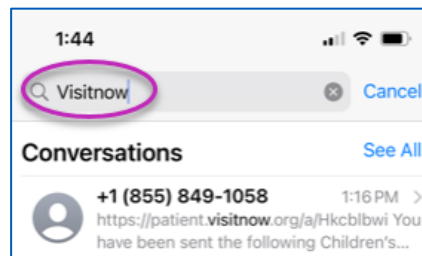 1:44
Visitnow
Cancel
Conversations
See All
+1 (855) 849-1058
1:16 PM
https://patient.visitnow.org/a/Hkcblbwi You
have been sent the following Children's...